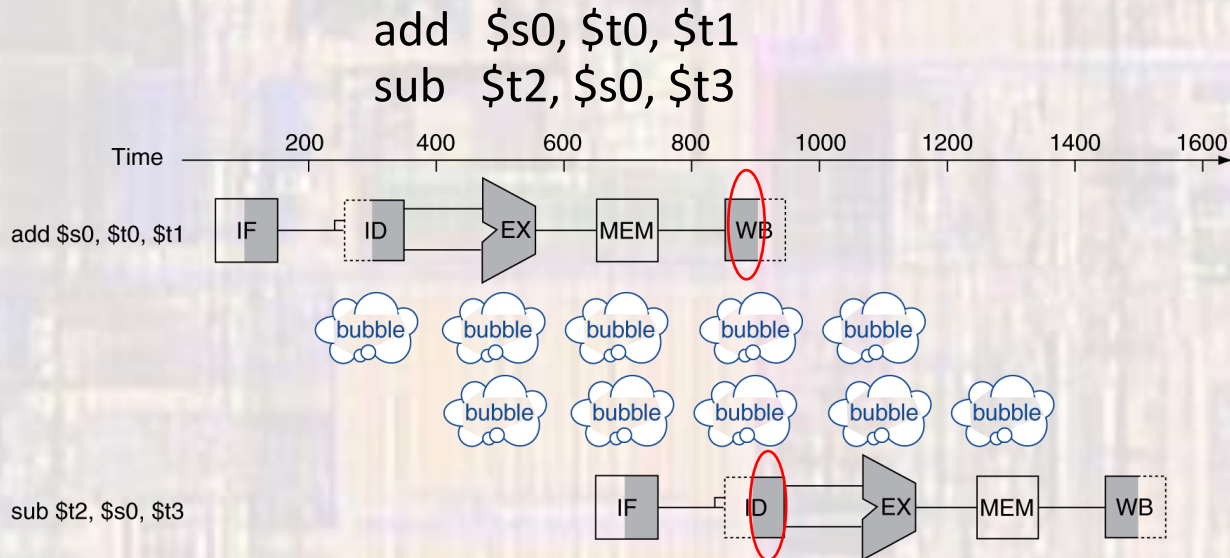 add $s0, $t0, $t1
sub $t2, $s0, $t3
Time 200 400 600 800 1000 1200 1400 1600
add $s0, $t0, $t1 IF ID EX MEM WB
bubble bubble bubble bubble bubble
bubble bubble bubble bubble bubble
sub $t2, $s0, $t3 IF ID EX MEM WB